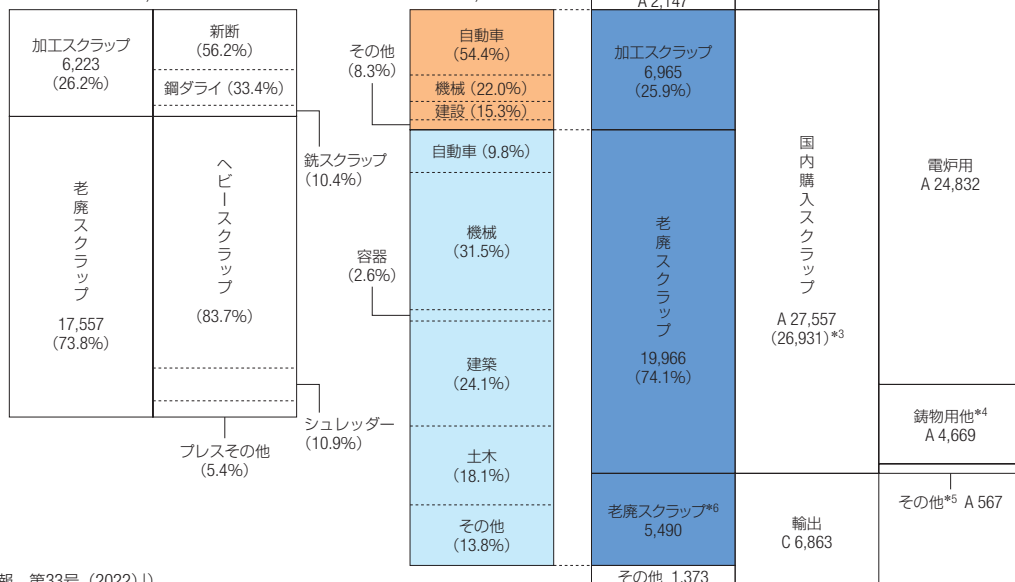 A 2,147
加工スクラップ
6,223
(26.2%)
新断
(56.2%)
鋼ダライ (33.4%)
老廃スクラップ
17,557
(73.8%)
ヘビースクラップ
(83.7%)
銑スクラップ
(10.4%)
シュレッダー
(10.9%)
プレスその他
(5.4%)
その他
(8.3%)
自動車
(54.4%)
機械 (22.0%)
建設 (15.3%)
自動車 (9.8%)
機械
(31.5%)
容器
(2.6%)
建築
(24.1%)
土木
(18.1%)
その他
(13.8%)
加工スクラップ
6,965
(25.9%)
老廃スクラップ
19,966
(74.1%)
老廃スクラップ*6
5,490
その他 1,373
国内購入スクラップ
A 27,557
(26,931)*3
輸出
C 6,863
電炉用
A 24,832
鋳物用他*4
A 4,669
その他*5 A 567
報 第33号 (2022)」)